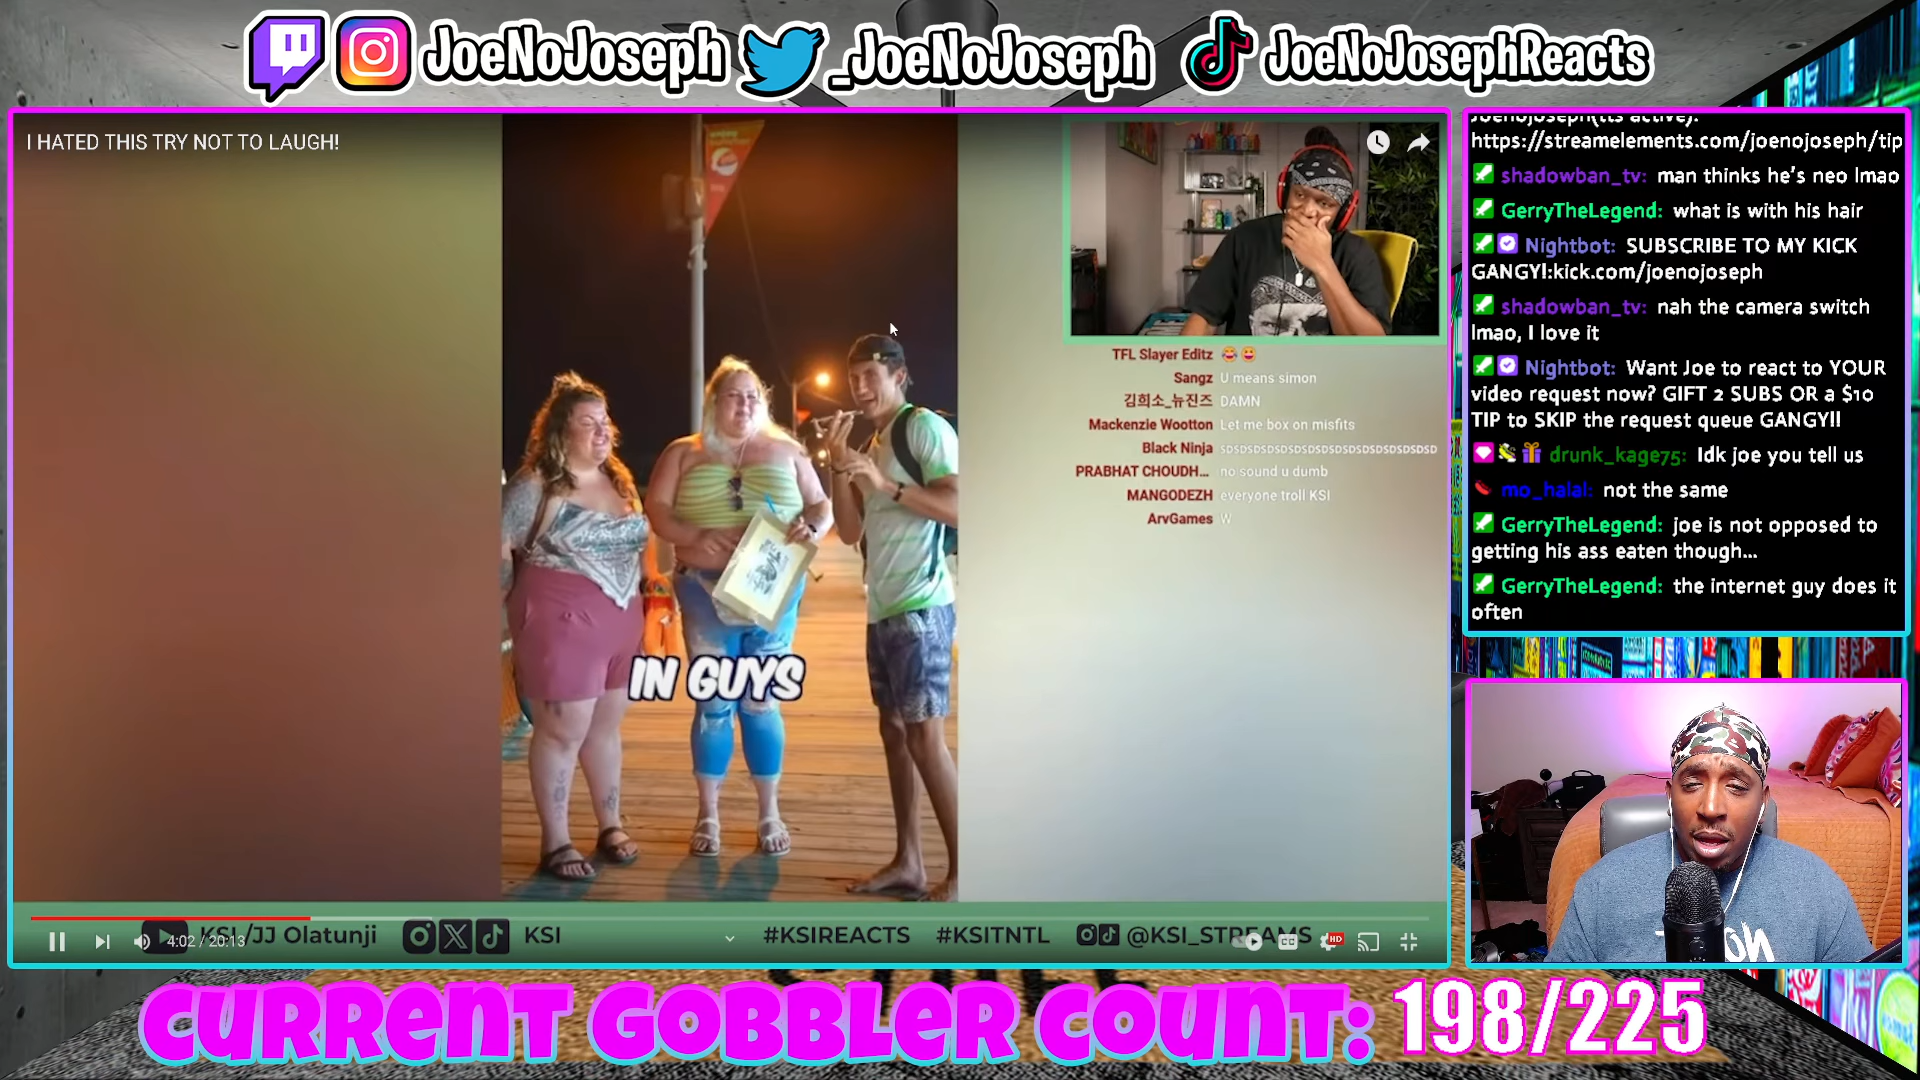 JoeNoJoseph
_JoeNoJoseph
JoeNoJosephReacts
I HATED THIS TRY NOT TO LAUGH!
TFL Slayer Editz 😂 😆
Sangz U means simon
김희소_뉴진즈 DAMN
Mackenzie Wootton Let me box on misfits
Black Ninja
PRABHAT CHOUDH... no sound u dumb
MANGODEZH everyone troll KSI
ArvGames W
IN GUYS
4:02 / 20:13
KSI/JJ Olatunji
KSI
#KSIREACTS
#KSITNTL
@KSI_STREAMS
HD
CC
Joenojoseph(tts active):
https://streamelements.com/joenojoseph/tip
shadowban_tv: man thinks he's neo lmao
GerryTheLegend: what is with his hair
Nightbot: SUBSCRIBE TO MY KICK
GANGY!:kick.com/joenojoseph
shadowban_tv: nah the camera switch
lmao, I love it
Nightbot: Want Joe to react to YOUR
video request now? GIFT 2 SUBS OR a $10
TIP to SKIP the request queue GANGY!!
drunk_kage75: Idk joe you tell us
mo_halal: not the same
GerryTheLegend: joe is not opposed to
getting his ass eaten though...
GerryTheLegend: the internet guy does it
often
CURRENT GOBBLER COUNT: 198/225